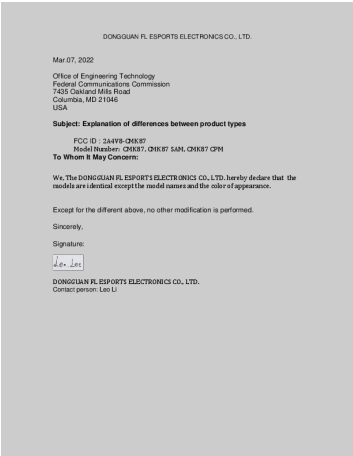 DONGGUAN FL ESPORTS ELECTRONICS CO., LTD.
Mar.07, 2022
Office of Engineering Technology
Federal Communications Commission
7435 Oakland Mills Road
Columbia, MD 21046
USA
Subject: Explanation of differences between product types
FCC ID : 2A4V8-CMK87
Model Number: CMK87, CMK87 SAM, CMK87 CPM
To Whom It May Concern:
We, The DONGGUAN FL ESPORTS ELECTRONICS CO., LTD. hereby declare that the
models are identical except the model names and the color of appearance.
Except for the different above, no other modification is performed.
Sincerely,
Signature:
Leo Lee
DONGGUAN FL ESPORTS ELECTRONICS CO., LTD.
Contact person: Leo Li